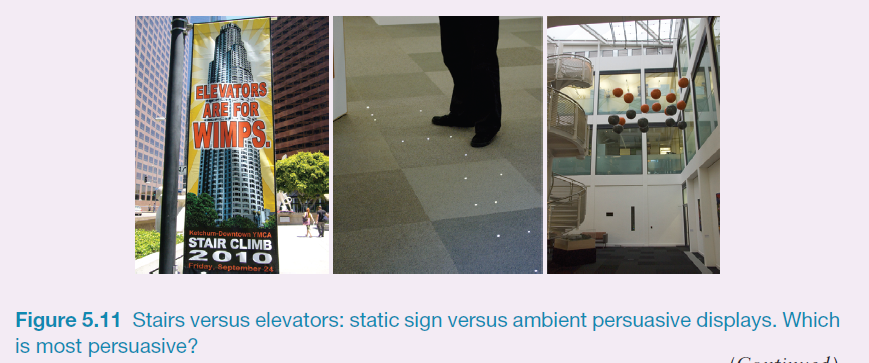 ELEVATORS
ARE FOR
WIMPS.
Ketchum-Downtown YMCA
STAIR CLIMB
2010
Friday, September 24
Figure 5.11 Stairs versus elevators: static sign versus ambient persuasive displays. Which
is most persuasive?
(Continued)